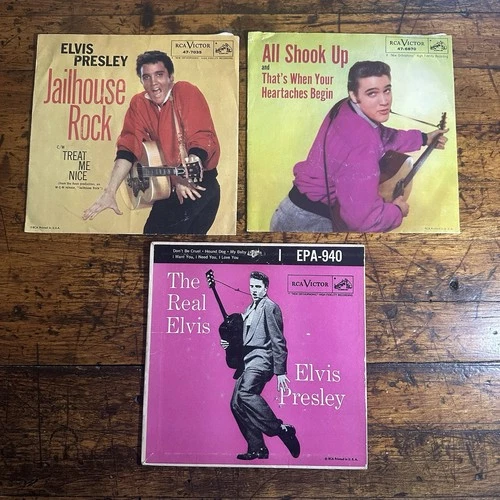 ELVIS
PRESLEY
Jailhouse
Rock
C/W
TREAT
ME
NICE
RCA VICTOR
47-7035
All Shook Up
and
That's When Your
Heartaches Begin
RCA VICTOR
47-6870
Don't Be Cruel • Hound Dog • My Baby
I Want You, I Need You, I Love You
EPA-940
The
Real
Elvis
RCA VICTOR
Elvis
Presley